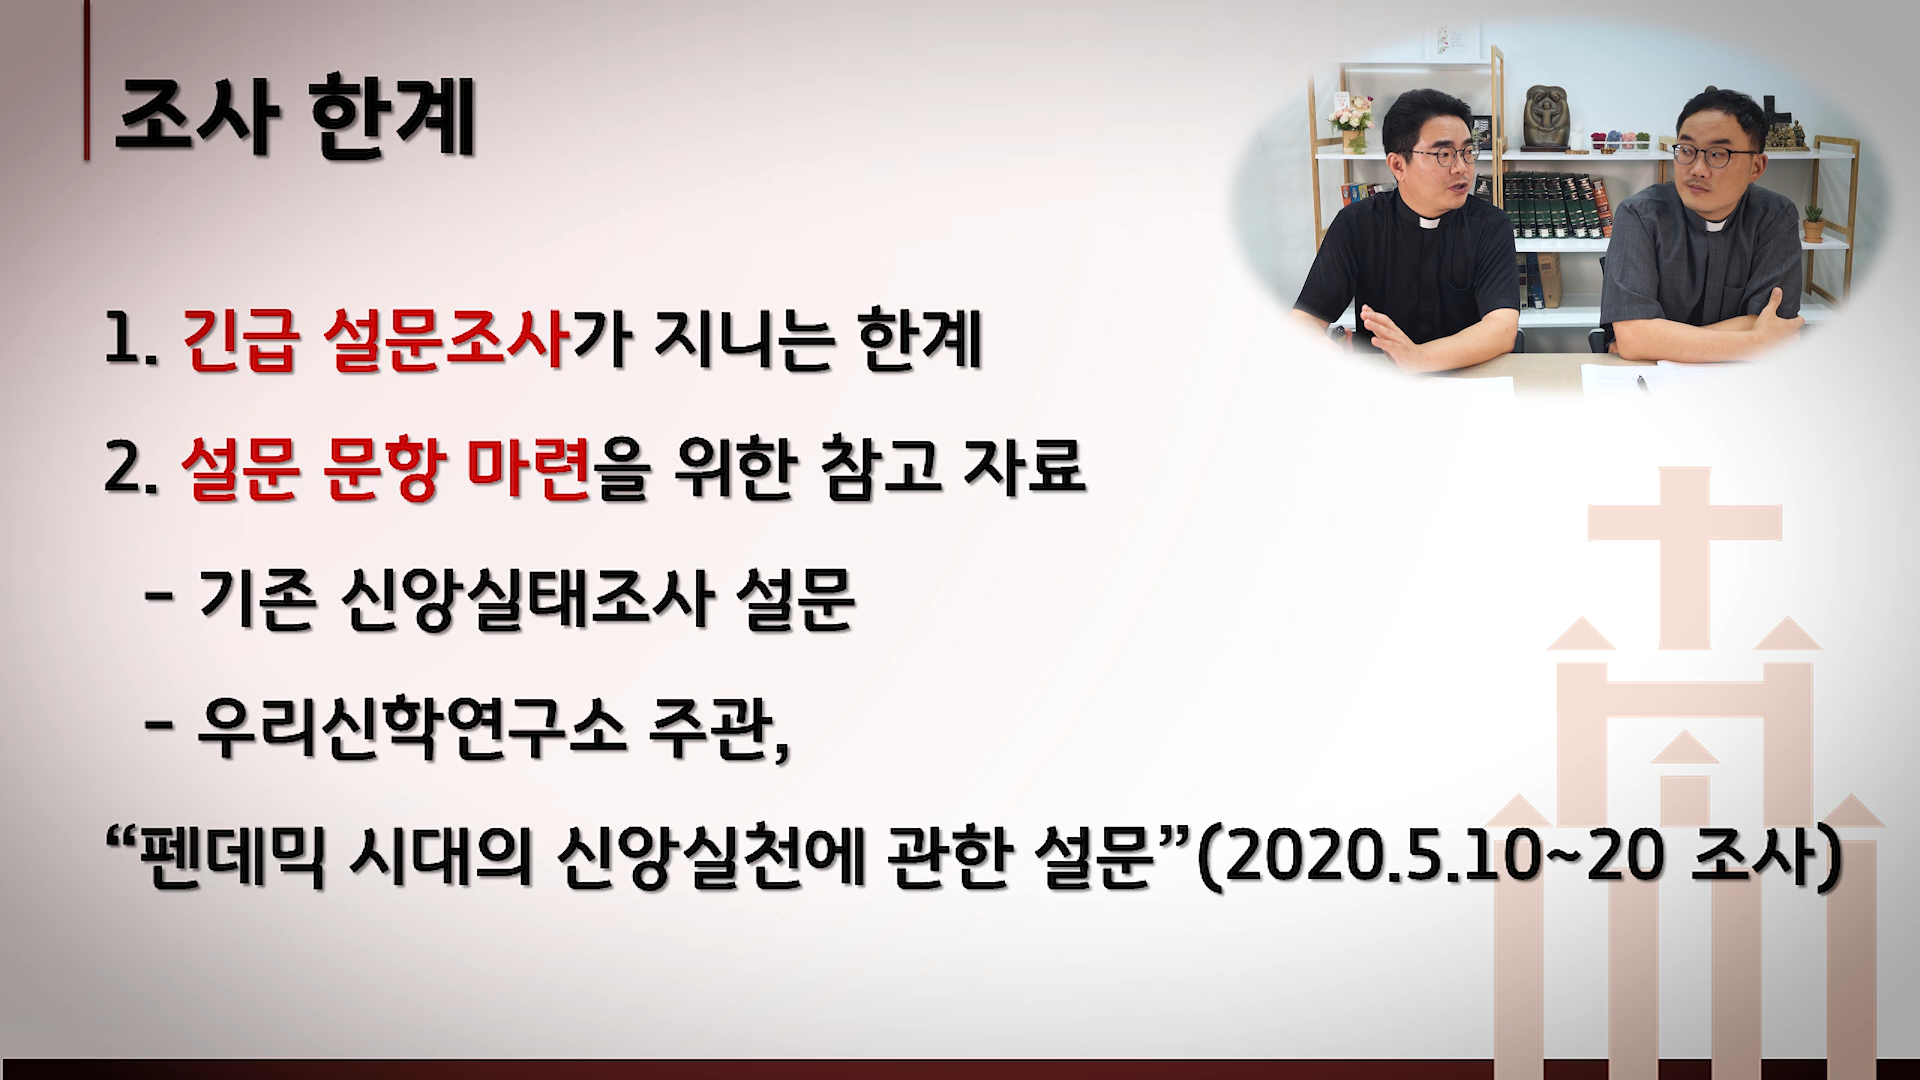 조사 한계
1. 긴급 설문조사가 지니는 한계
2. 설문 문항 마련을 위한 참고 자료
- 기존 신앙실태조사 설문
- 우리신학연구소 주관,
“펜데믹 시대의 신앙실천에 관한 설문”(2020.5.10~20 조사)